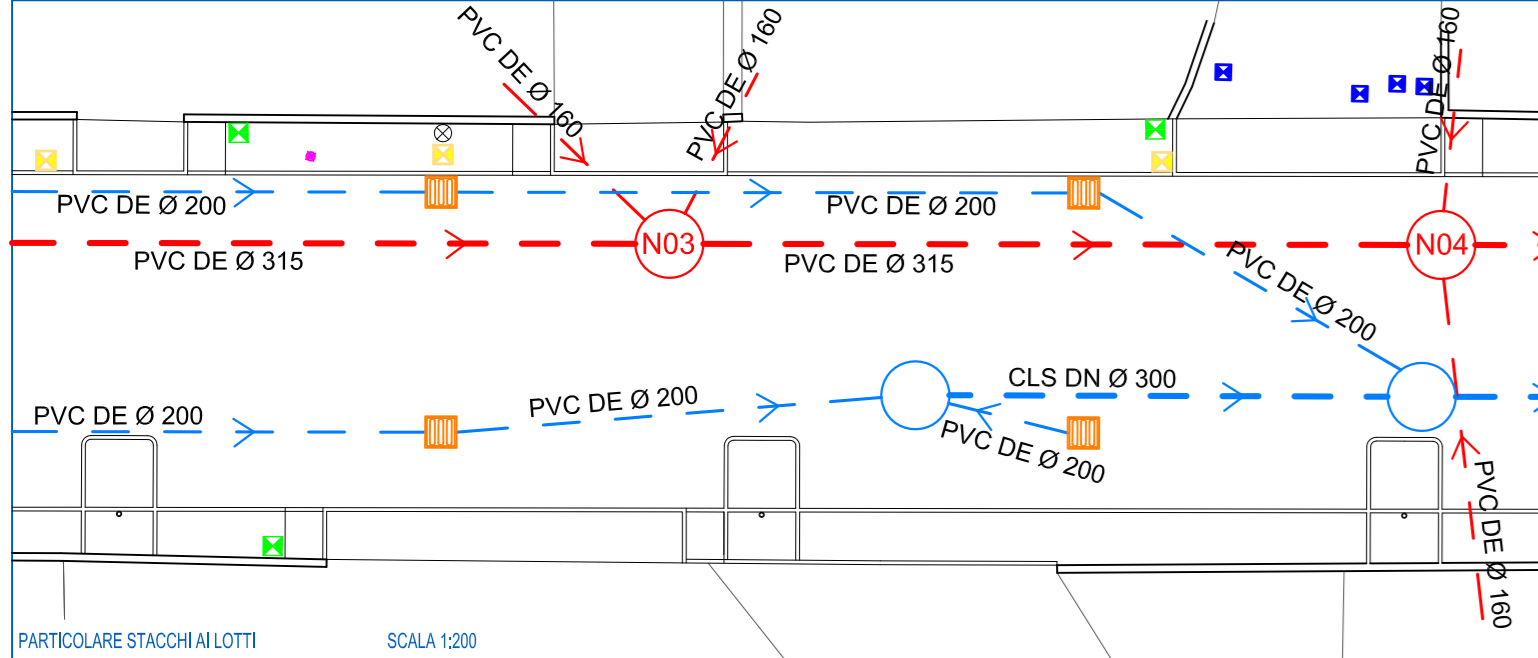 PVC DE Ø 160
PVC DE Ø 160
PVC DE Ø 160
PVC DE Ø 200
PVC DE Ø 200
N03
N04
PVC DE Ø 315
PVC DE Ø 315
PVC DE Ø 200
CLS DN Ø 300
PVC DE Ø 200
PVC DE Ø 200
PVC DE Ø 200
PVC DE Ø 160
PARTICOLARE STACCHI AI LOTTI
SCALA 1:200